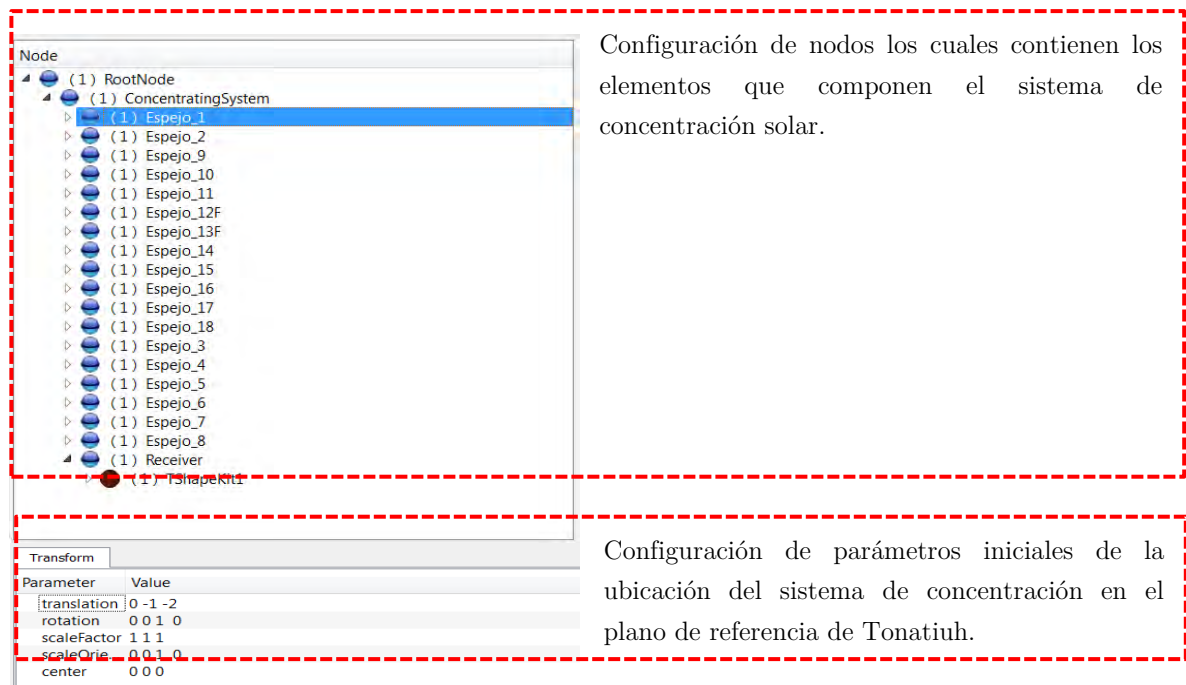 Configuración de nodos los cuales contienen los
elementos que componen el sistema de
concentración solar.
Node
(1) RootNode
(1) ConcentratingSystem
(1) Espejo_1
(1) Espejo_2
(1) Espejo_9
(1) Espejo_10
(1) Espejo_11
(1) Espejo_12F
(1) Espejo_13F
(1) Espejo_14
(1) Espejo_15
(1) Espejo_16
(1) Espejo_17
(1) Espejo_18
(1) Espejo_3
(1) Espejo_4
(1) Espejo_5
(1) Espejo_6
(1) Espejo_7
(1) Espejo_8
(1) Receiver
(1) TShapeKit1
Configuración de parámetros iniciales de la
ubicación del sistema de concentración en el
plano de referencia de Tonatiuh.
Transform
Parameter Value
translation 0 -1 -2
rotation 0 0 1 0
scaleFactor 1 1 1
scaleOrie... 0 0 1 0
center 0 0 0